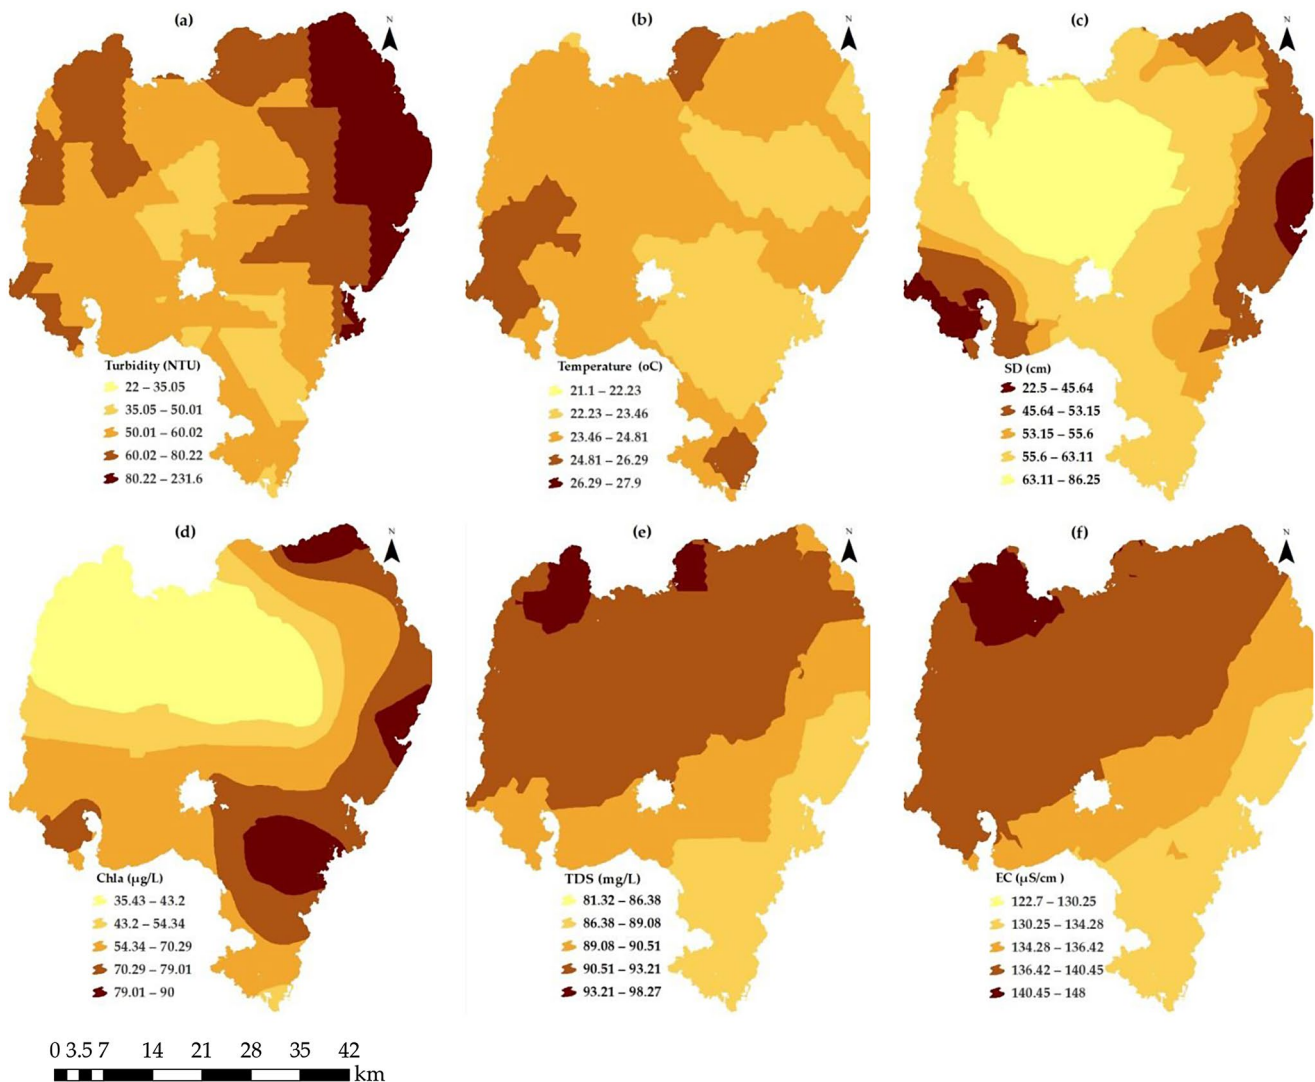 (a)
N
Turbidity (NTU)
22 – 35.05
35.05 – 50.01
50.01 – 60.02
60.02 – 80.22
80.22 – 231.6
(b)
N
Temperature (oC)
21.1 – 22.23
22.23 – 23.46
23.46 – 24.81
24.81 – 26.29
26.29 – 27.9
(c)
N
SD (cm)
22.5 – 45.64
45.64 – 53.15
53.15 – 55.6
55.6 – 63.11
63.11 – 86.25
(d)
N
Chla (µg/L)
35.43 – 43.2
43.2 – 54.34
54.34 – 70.29
70.29 – 79.01
79.01 – 90
(e)
N
TDS (mg/L)
81.32 – 86.38
86.38 – 89.08
89.08 – 90.51
90.51 – 93.21
93.21 – 98.27
(f)
N
EC (µS/cm )
122.7 – 130.25
130.25 – 134.28
134.28 – 136.42
136.42 – 140.45
140.45 – 148
0 3.5 7 14 21 28 35 42
km